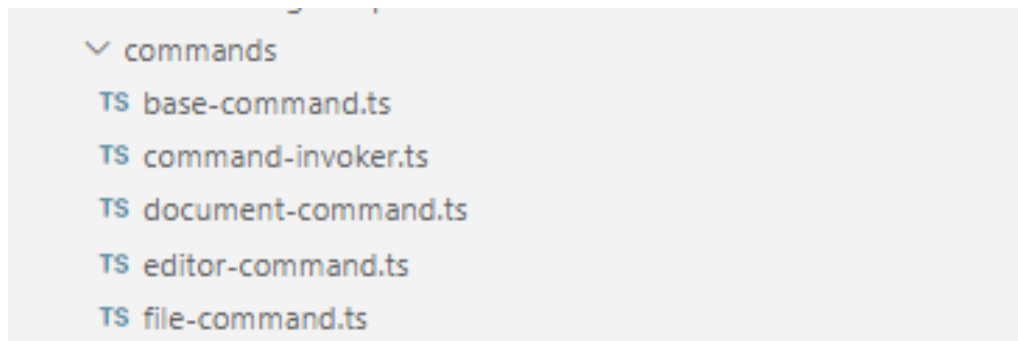 commands
TS base-command.ts
TS command-invoker.ts
TS document-command.ts
TS editor-command.ts
TS file-command.ts